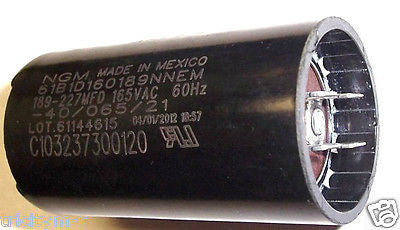 NGM MADE IN MEXICO
61B1D160189NNEM
189-227MFD 165VAC 60Hz
-40/065/21
LOT.61144615 04/01/2012 18:57
C103237300120
tricitym